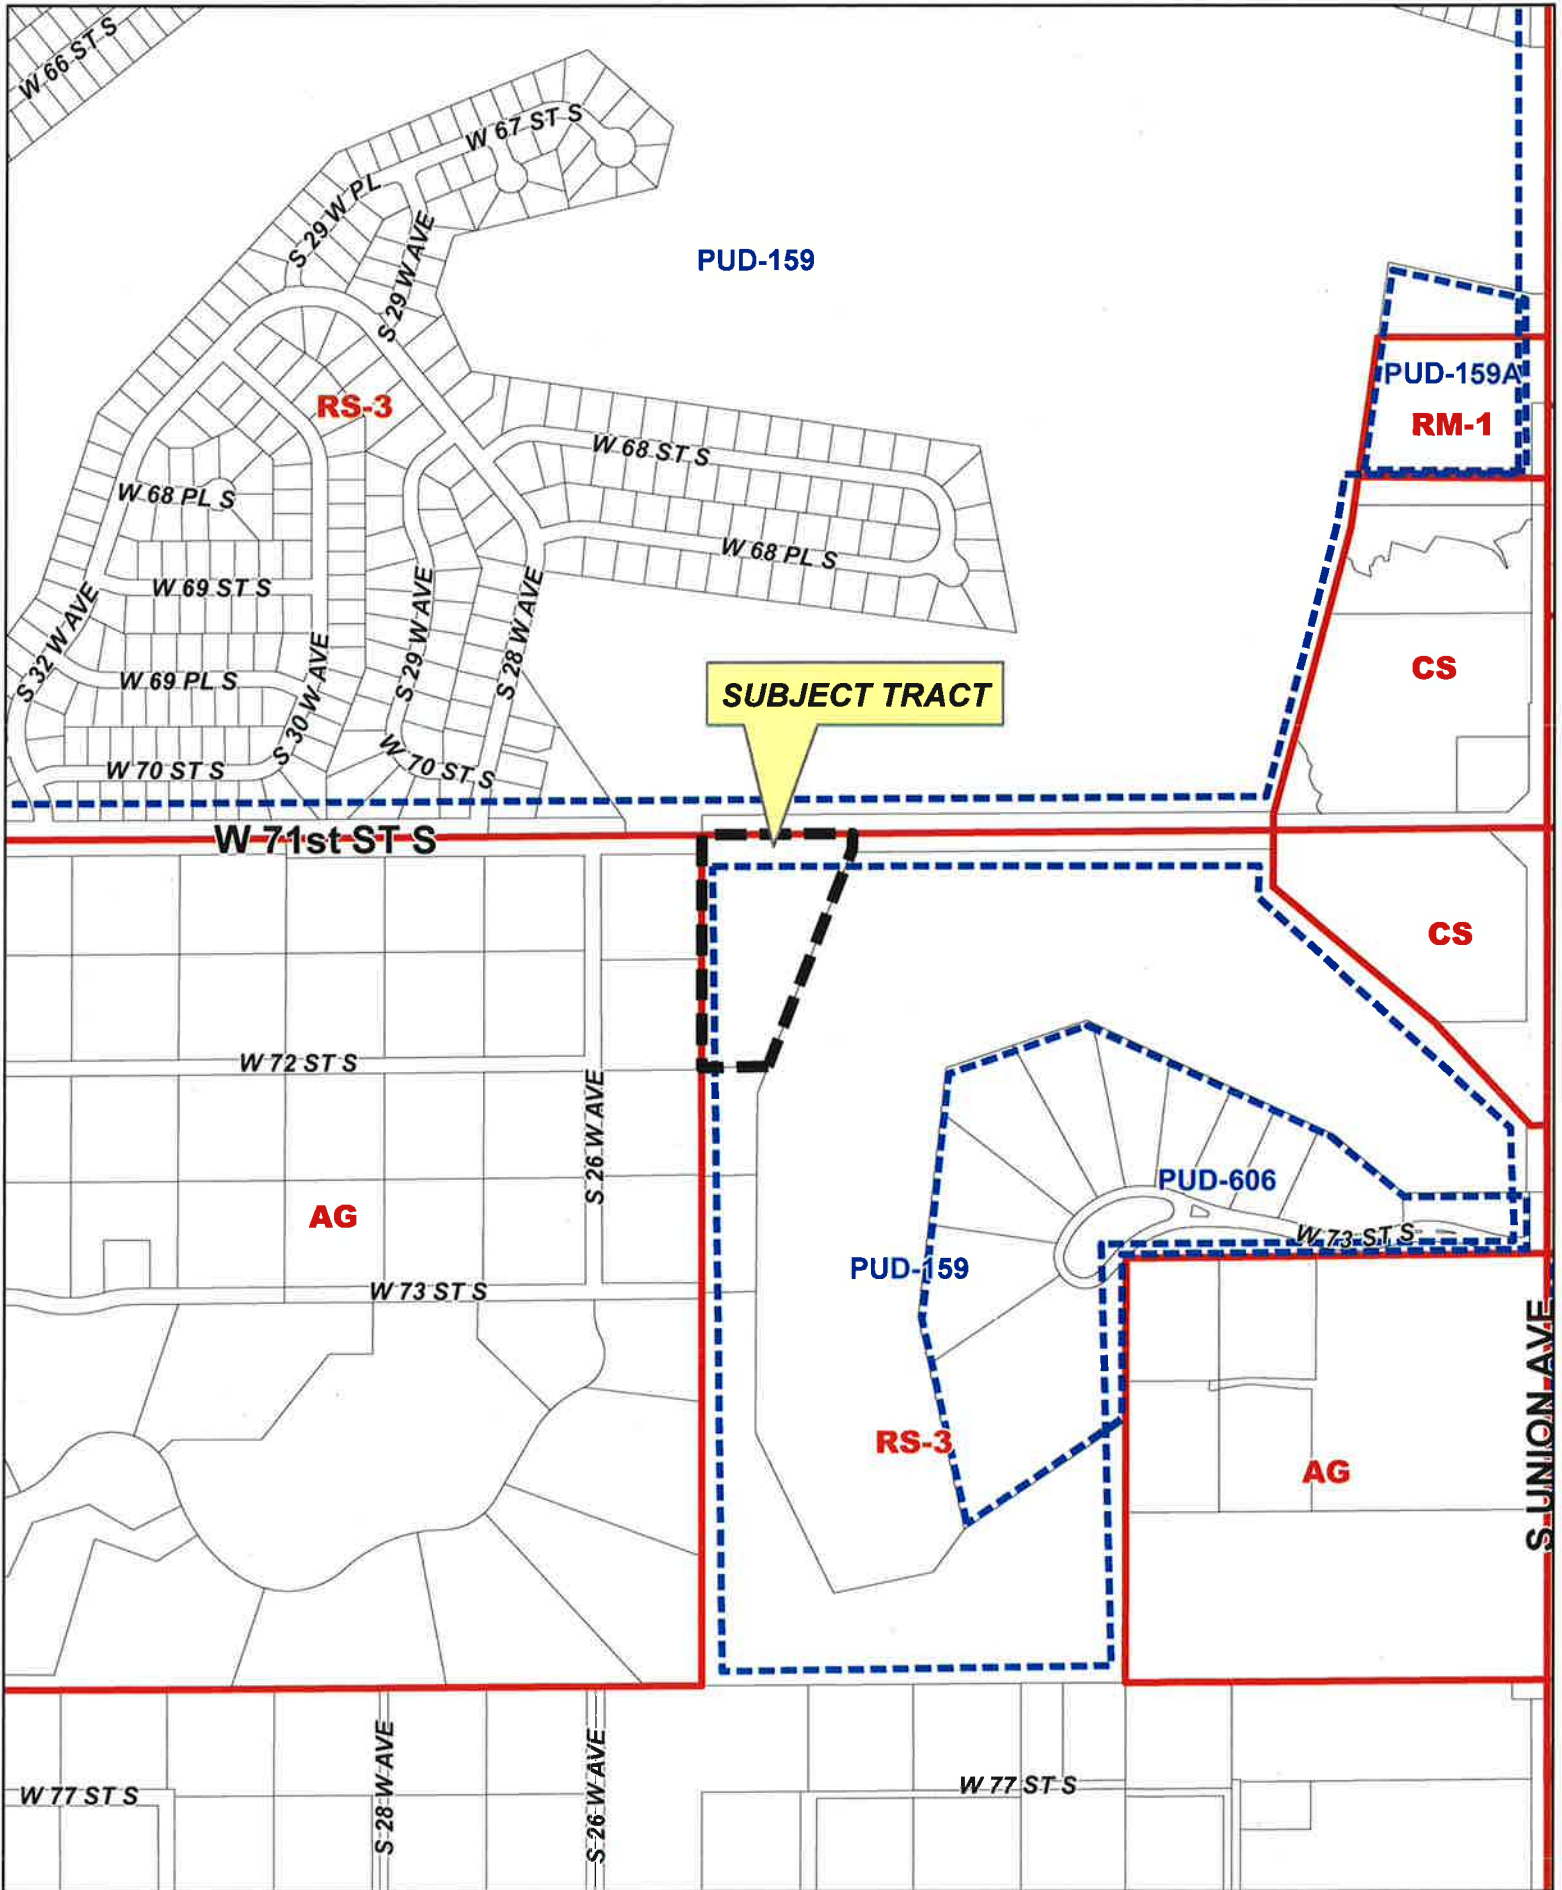 W 66 ST S
W 67 ST S
S 29 W PL
S 29 W AVE
PUD-159
PUD-159A
RM-1
RS-3
W 68 ST S
W 68 PL S
W 68 PL S
W 69 ST S
S 32 W AVE
S 29 W AVE
S 28 W AVE
W 69 PL S
S 30 W AVE
W 70 ST S
W 70 ST S
CS
SUBJECT TRACT
W 71st ST S
CS
W 72 ST S
S 26 W AVE
PUD-606
AG
W 73 ST S
PUD-159
W 73 ST S
RS-3
AG
S UNION AVE
W 77 ST S
S 28 W AVE
S 26 W AVE
W 77 ST S